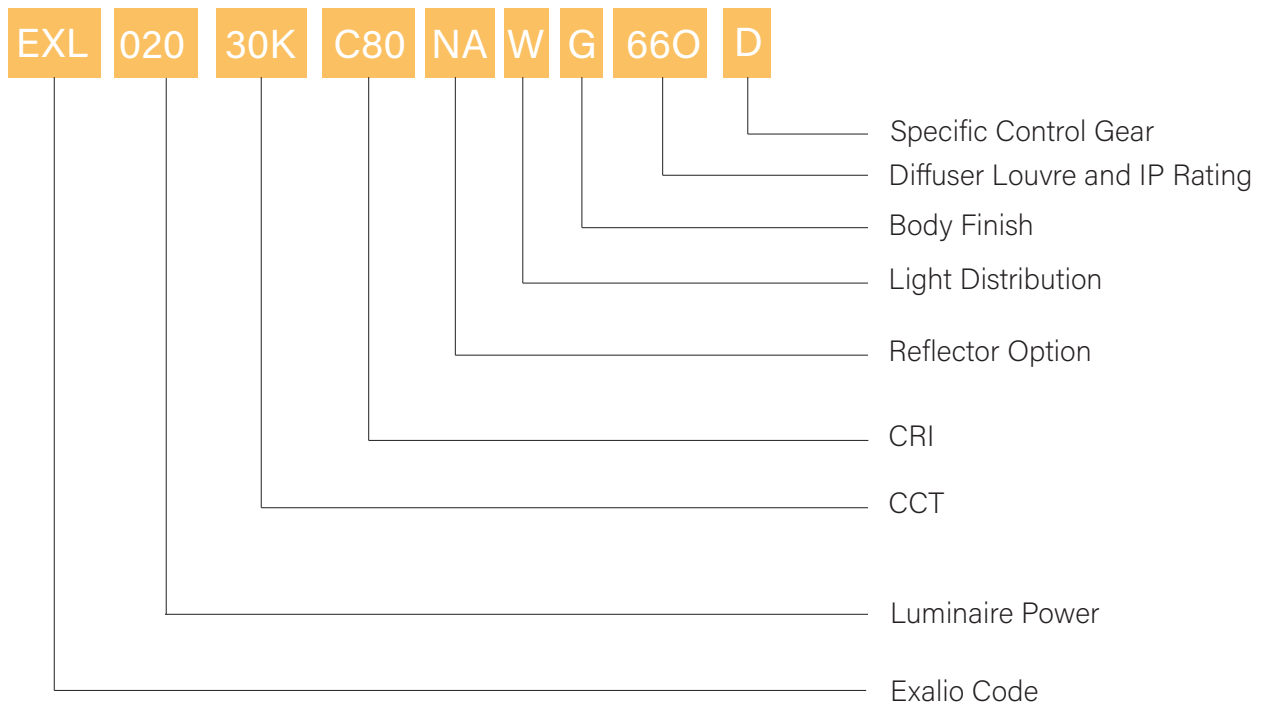 EXL 020 30K C80 NA W G 66O D
Specific Control Gear
Diffuser Louvre and IP Rating
Body Finish
Light Distribution
Reflector Option
CRI
CCT
Luminaire Power
Exalio Code